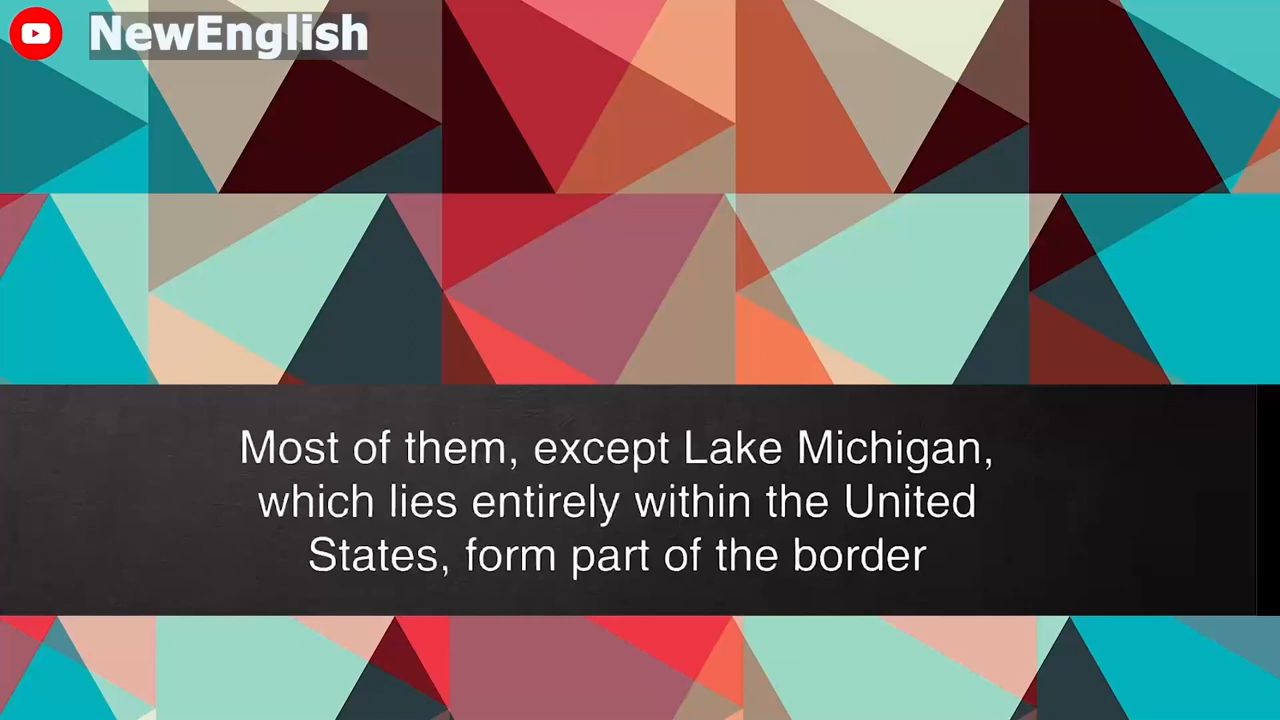 NewEnglish
Most of them, except Lake Michigan,
which lies entirely within the United
States, form part of the border